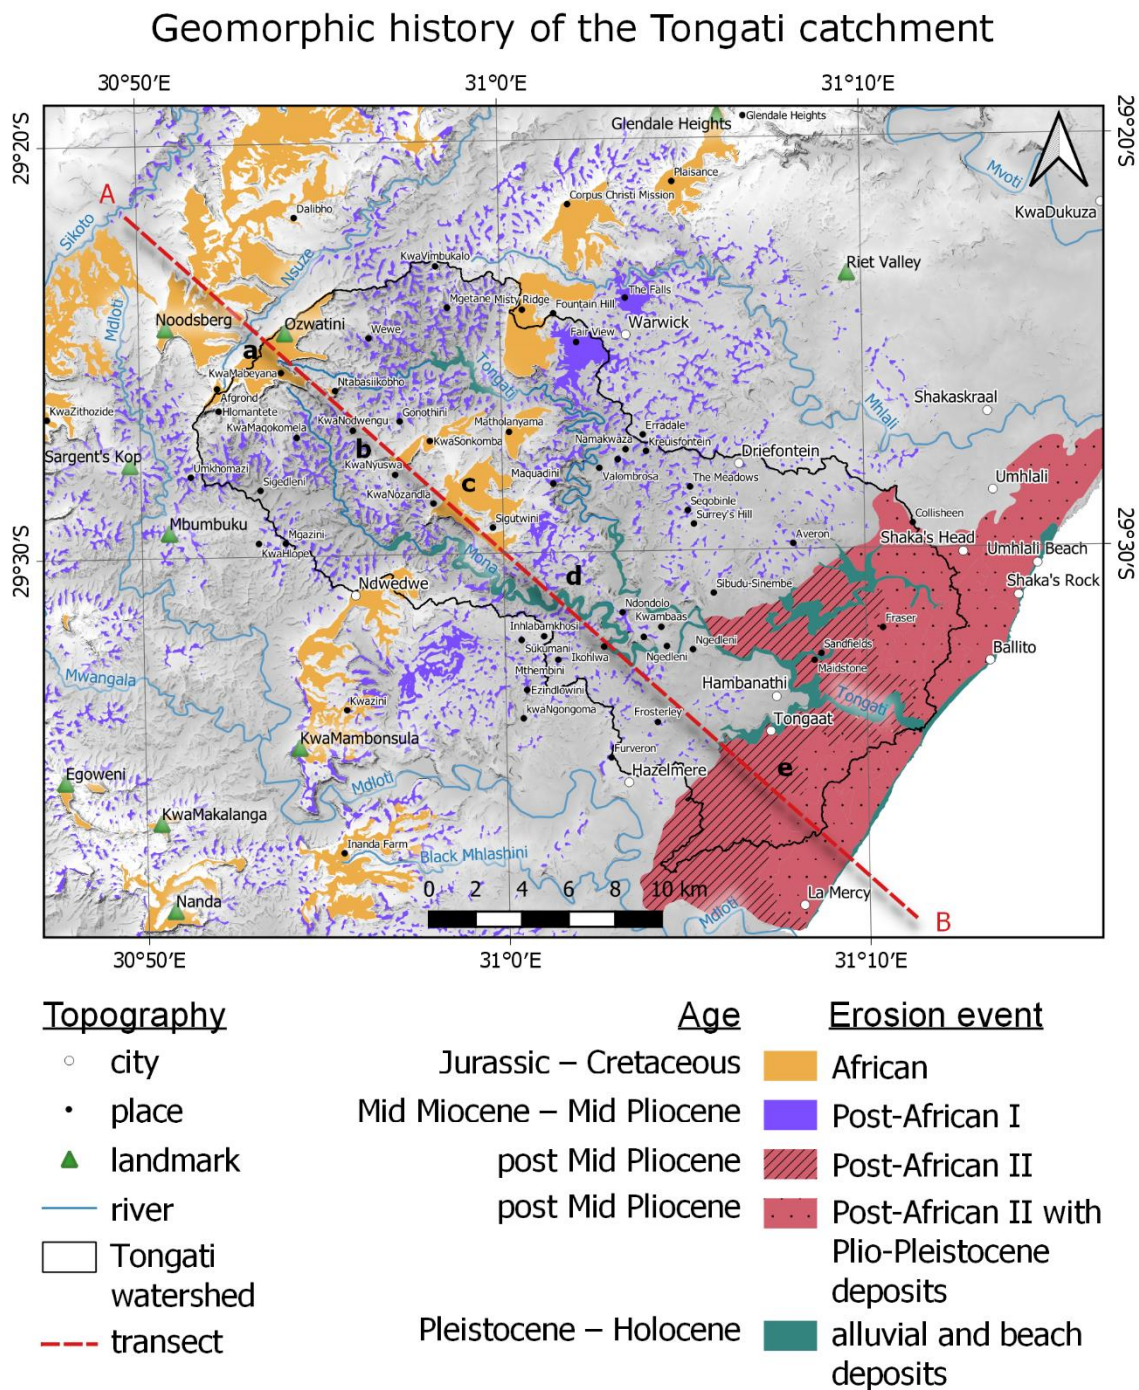 Geomorphic history of the Tongati catchment
30°50'E
31°0'E
31°10'E
29°20'S
29°20'S
Glendale Heights
Glendale Heights
Plaisance
Mvoti
KwaDukuza
Corpus Christi Mission
A
Sikoto
Dalibho
Nsuze
KwaVimbukalo
Riet Valley
Mdloti
Noodsberg
Ozwatini
Mgetane
Misty Ridge
Fountain Hill
The Falls
Warwick
Wewe
Fair View
a
KwaMabeyana
Tongati
Ntabasiikobho
Afgrond
Hlomantete
Mhlali
Shakaskraal
KwaZithozide
KwaMaqokomela
KwaNodwengu
Gonothini
Matholanyama
Erradale
KwaSonkomba
Namakwaza
Kreuisfontein
b
Sargent's Kop
KwaNyuswa
Driefontein
Umkhomazi
Sigedleni
c
Maquadini
Valombrosa
The Meadows
Umhlali
KwaNozandla
Segobinle
Surrey's Hill
Collisheen
Mbumbuku
Sigutwini
Mgazini
KwaHlope
Averon
Shaka's Head
Umhlali Beach
29°30'S
29°30'S
Mona
d
Shaka's Rock
Ndwedwe
Sibudu-Sinembe
Ndondolo
Kwambaas
Fraser
Inhlabamkhosi
Sukumani
Ikohlwa
Ngedleni
Ngedleni
Sandfields
Maidstone
Ballito
Mthembini
Mwangala
Hambanathi
Tongati
Ezindlowini
Kwazini
kwaNgongoma
Frosterley
Tongaat
KwaMambonsula
Furveron
e
Egoweni
Mdloti
Hazelmere
KwaMakalanga
Inanda Farm
Black Mhlashini
0 2 4 6 8 10 km
Nanda
La Mercy
Mdloti
B
30°50'E
31°0'E
31°10'E
Topography
city
place
landmark
river
Tongati
watershed
transect
Age
Erosion event
Jurassic – Cretaceous
African
Mid Miocene – Mid Pliocene
Post-African I
post Mid Pliocene
Post-African II
post Mid Pliocene
Post-African II with
Plio-Pleistocene
deposits
Pleistocene – Holocene
alluvial and beach
deposits